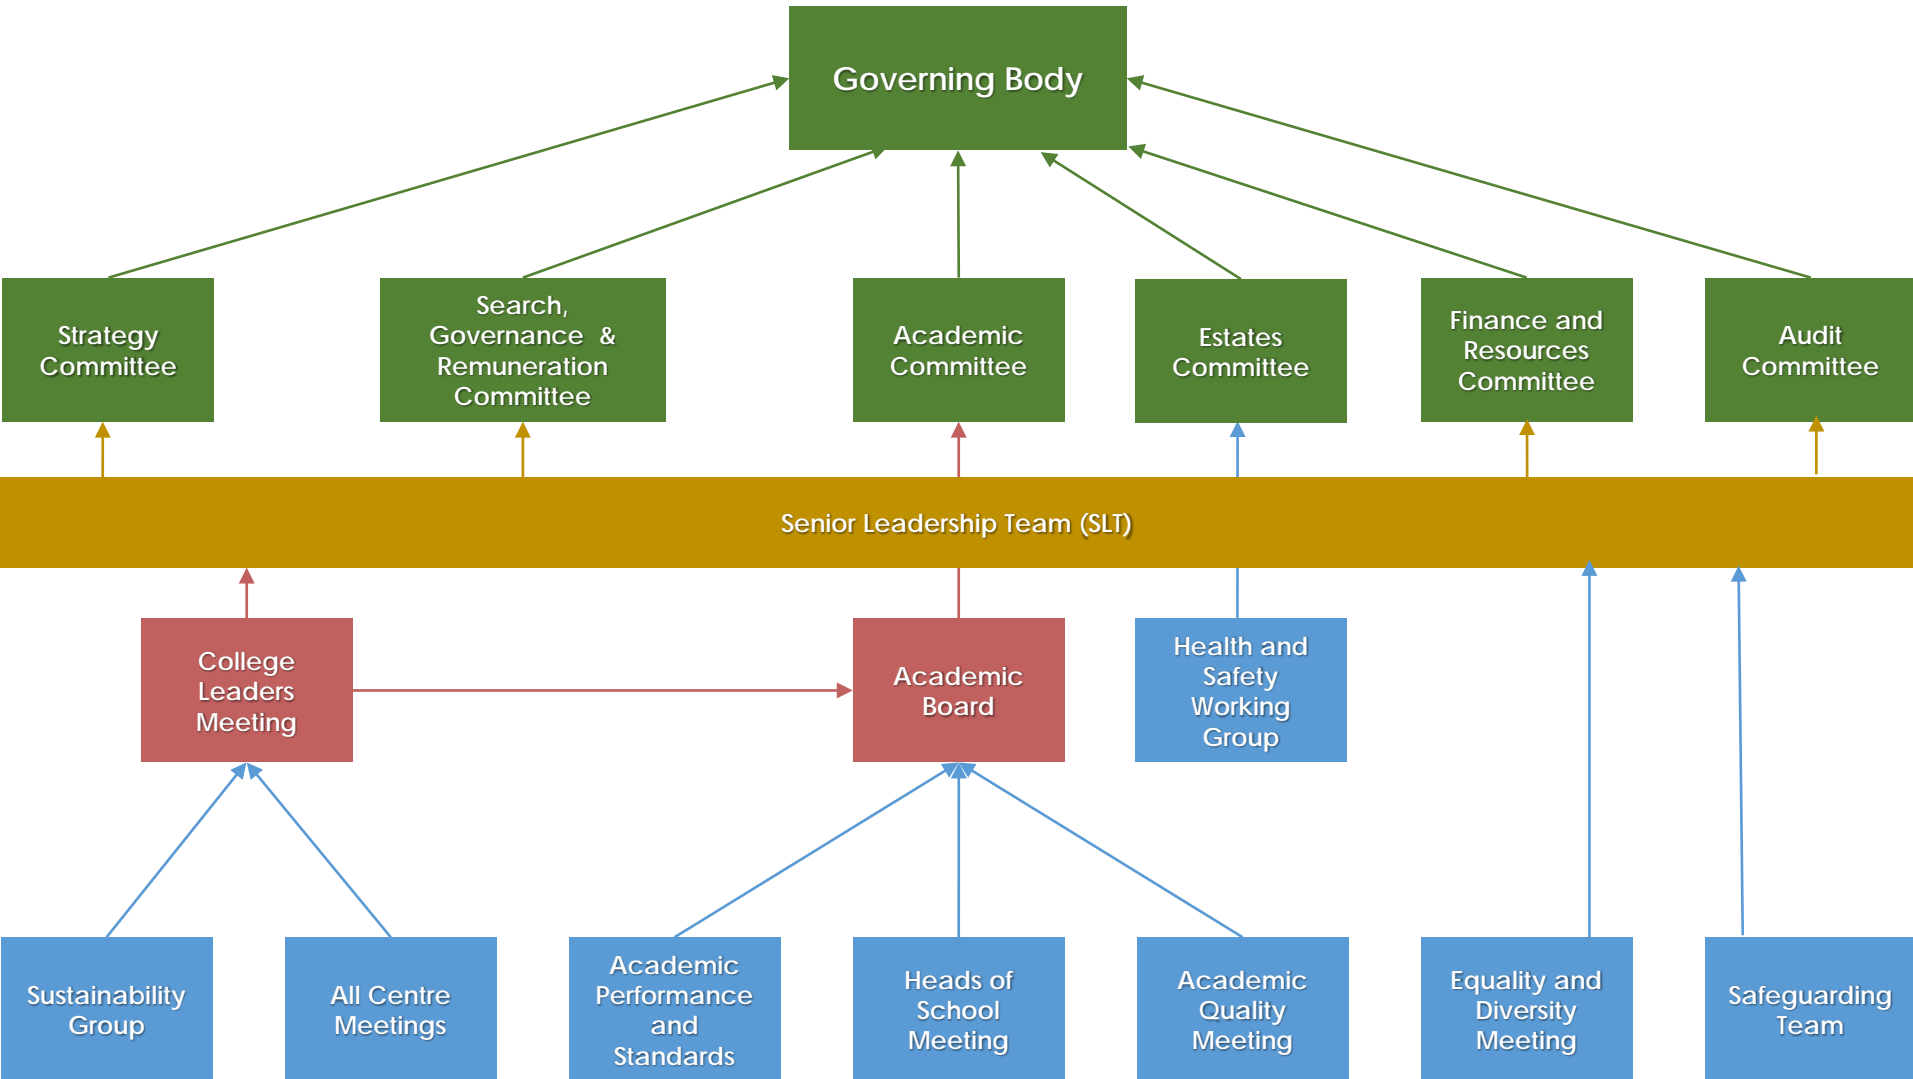 Governing Body
Strategy
Committee
Search,
Governance & 
Remuneration
Committee
Academic
Committee
Estates
Committee
Finance and
Resources
Committee
Audit
Committee
Senior Leadership Team (SLT)
College
Leaders
Meeting
Academic
Board
Health and
Safety
Working
Group
Sustainability
Group
All Centre
Meetings
Academic
Performance
and
Standards
Heads of
School
Meeting
Academic
Quality
Meeting
Equality and
Diversity
Meeting
Safeguarding
Team